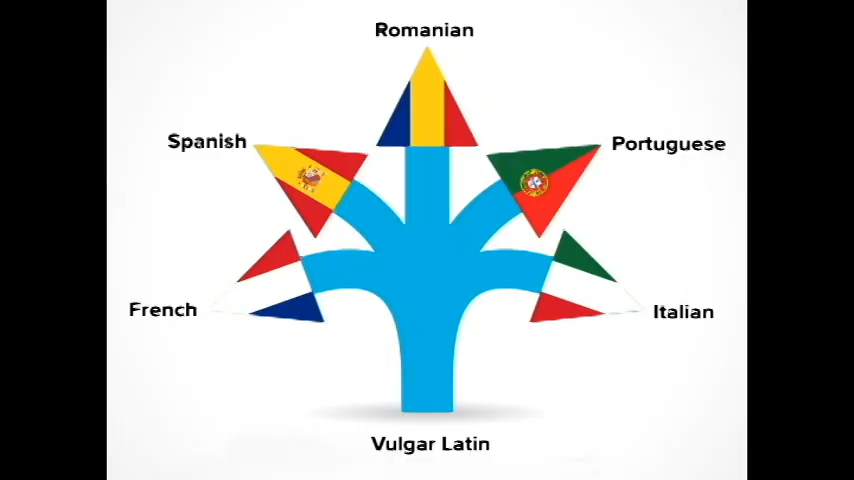 Romanian
Spanish
Portuguese
French
Italian
Vulgar Latin